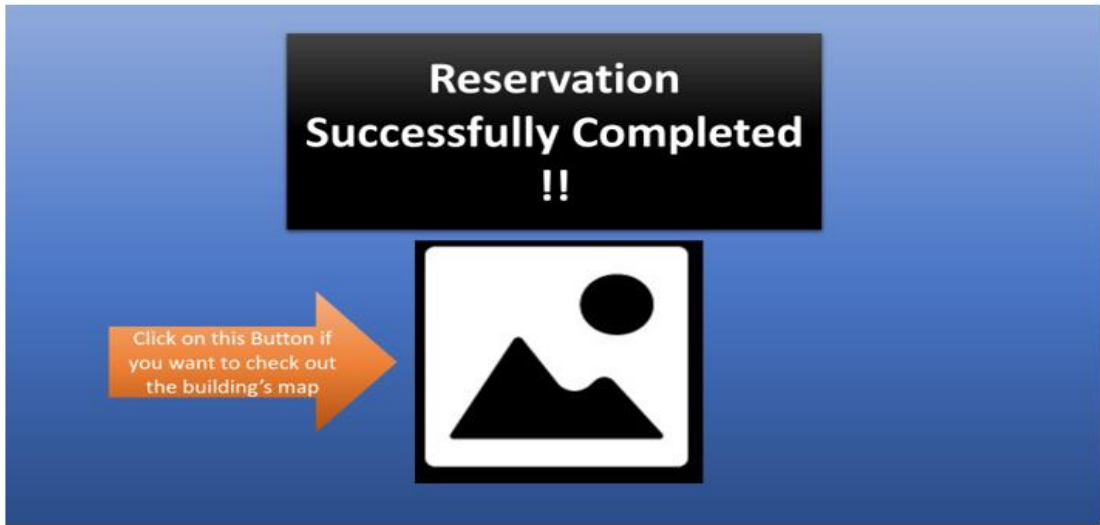 Reservation
Successfully Completed
!!
Click on this Button if
you want to check out
the building’s map